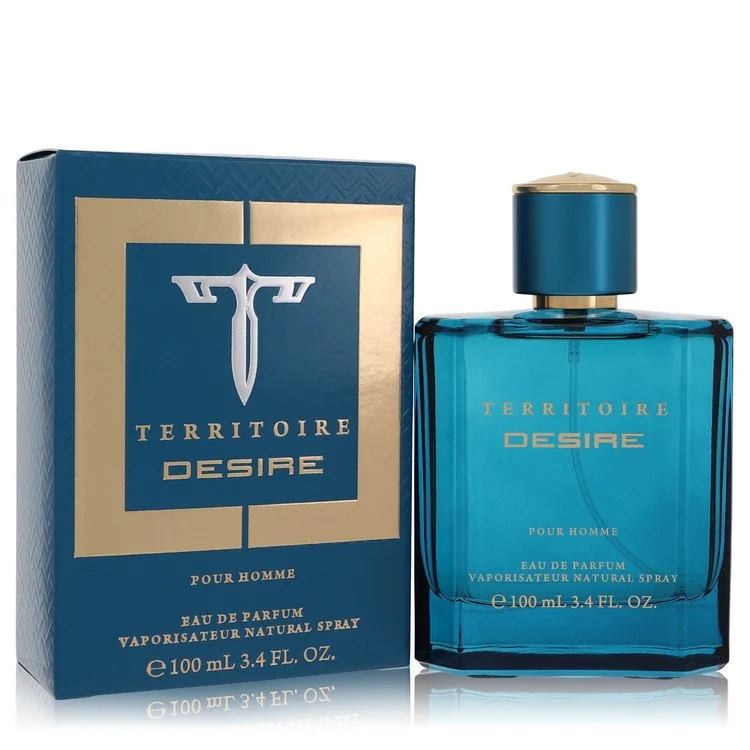 TERRITOIRE
DESIRE
POUR HOMME
EAU DE PARFUM
VAPORISATEUR NATURAL SPRAY
e 100 mL 3.4 FL. OZ.
TERRITOIRE
DESIRE
POUR HOMME
EAU DE PARFUM
VAPORISATEUR NATURAL SPRAY
e 100 mL 3.4 FL. OZ.